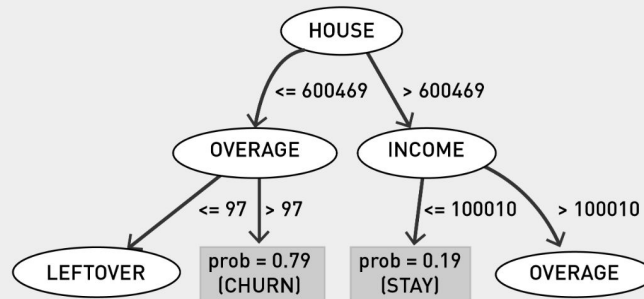 HOUSE
<= 600469
> 600469
OVERAGE
INCOME
<= 97
> 97
<= 100010
> 100010
LEFTOVER
prob = 0.79
(CHURN)
prob = 0.19
(STAY)
OVERAGE